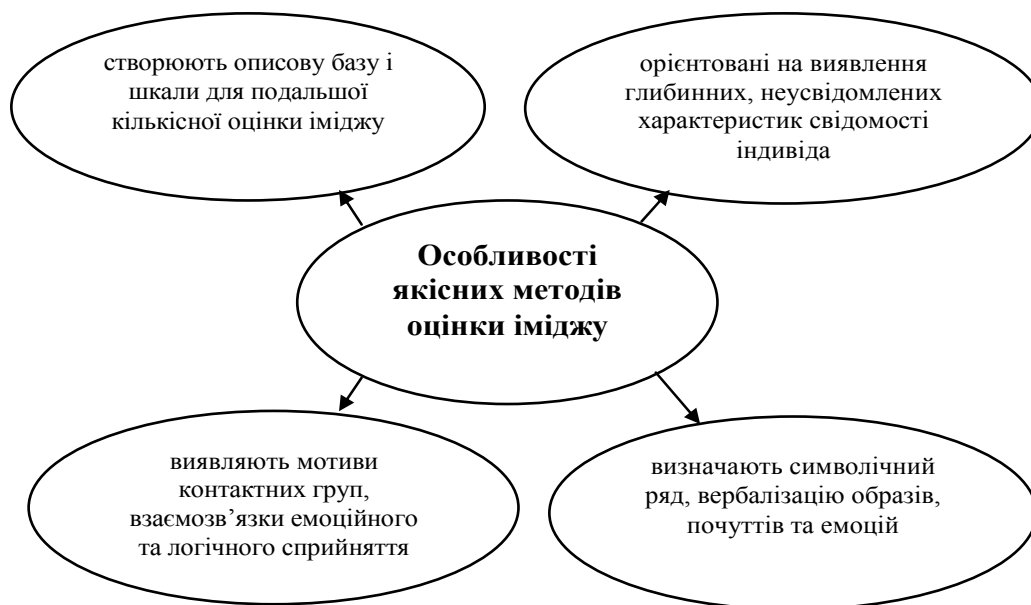 створюють описову базу і
шкали для подальшої
кількісної оцінки іміджу
орієнтовані на виявлення
глибинних, неусвідомлених
характеристик свідомості
індивіда
Особливості
якісних методів
оцінки іміджу
виявляють мотиви
контактних груп,
взаємозв’язки емоційного
та логічного сприйняття
визначають символічний
ряд, вербалізацію образів,
почуттів та емоцій